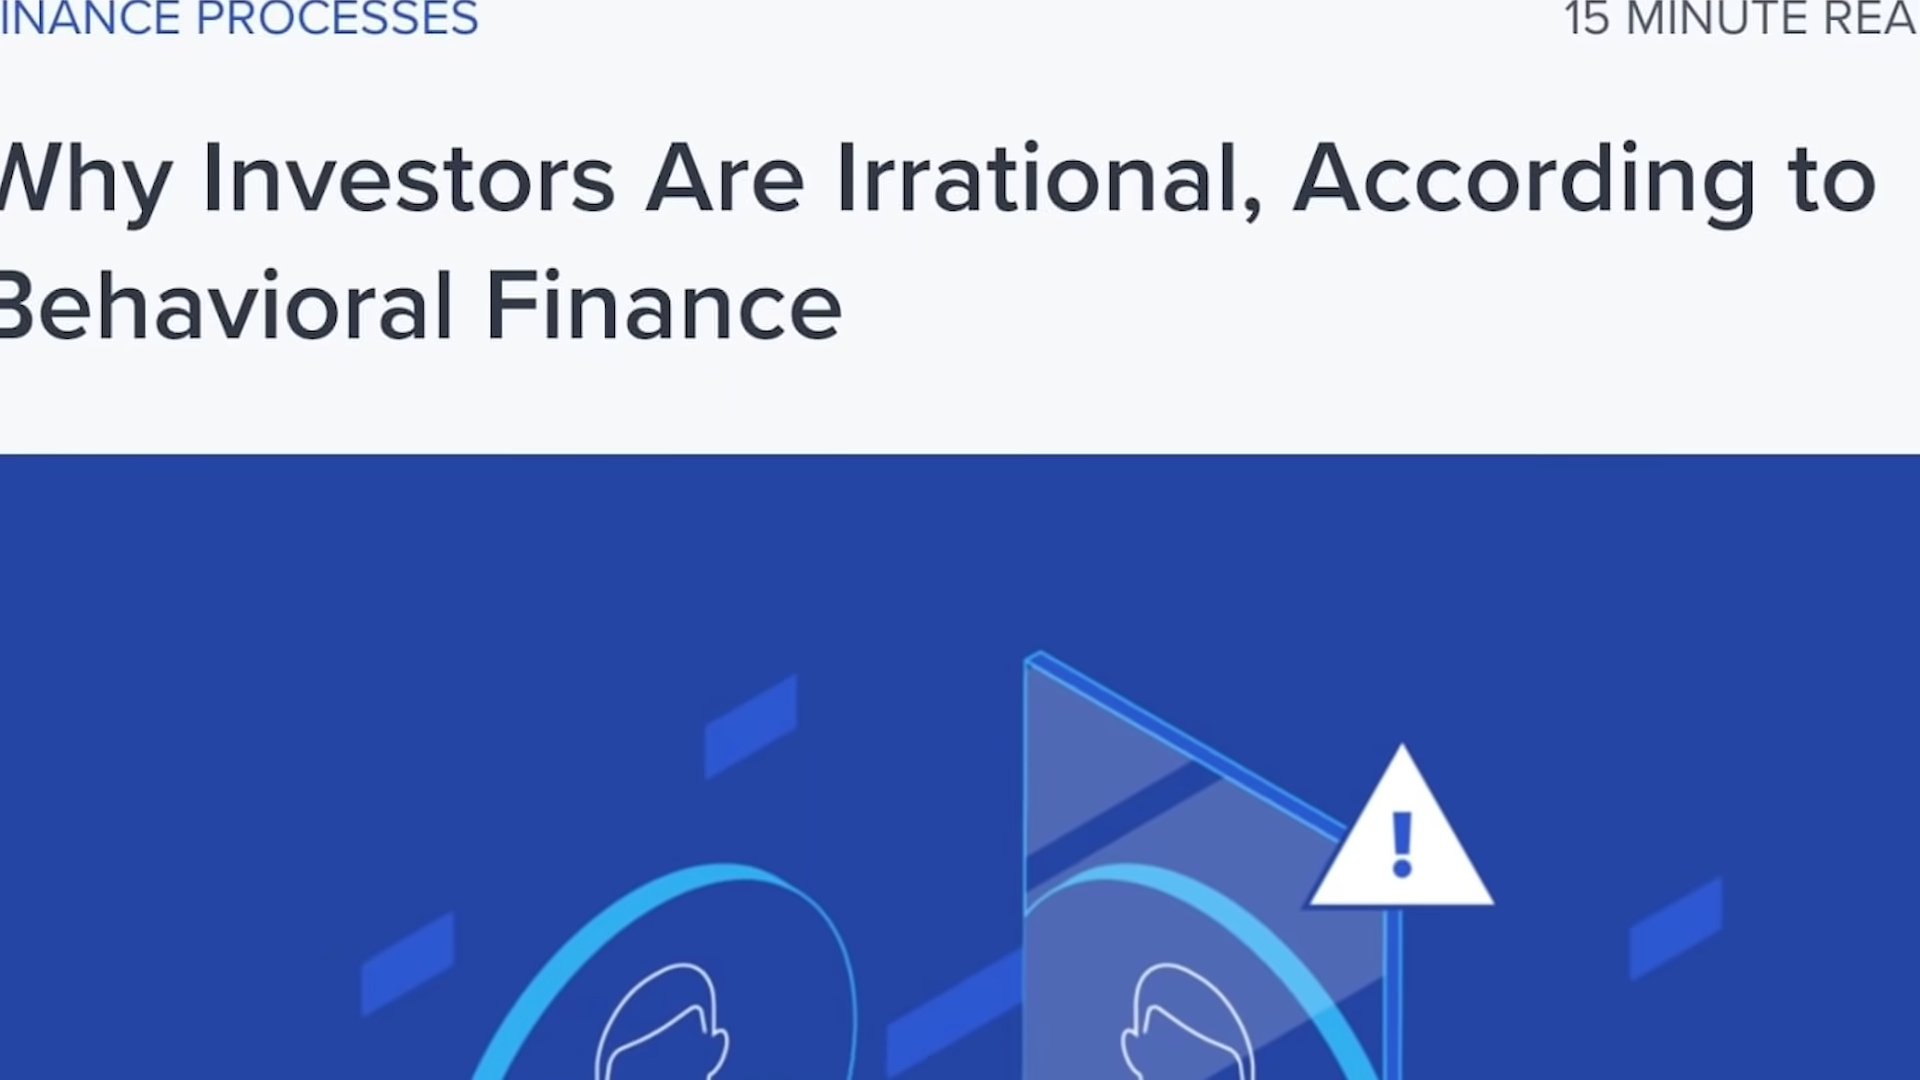 INANCE PROCESSES
15 MINUTE REA
Why Investors Are Irrational, According to
Behavioral Finance
!